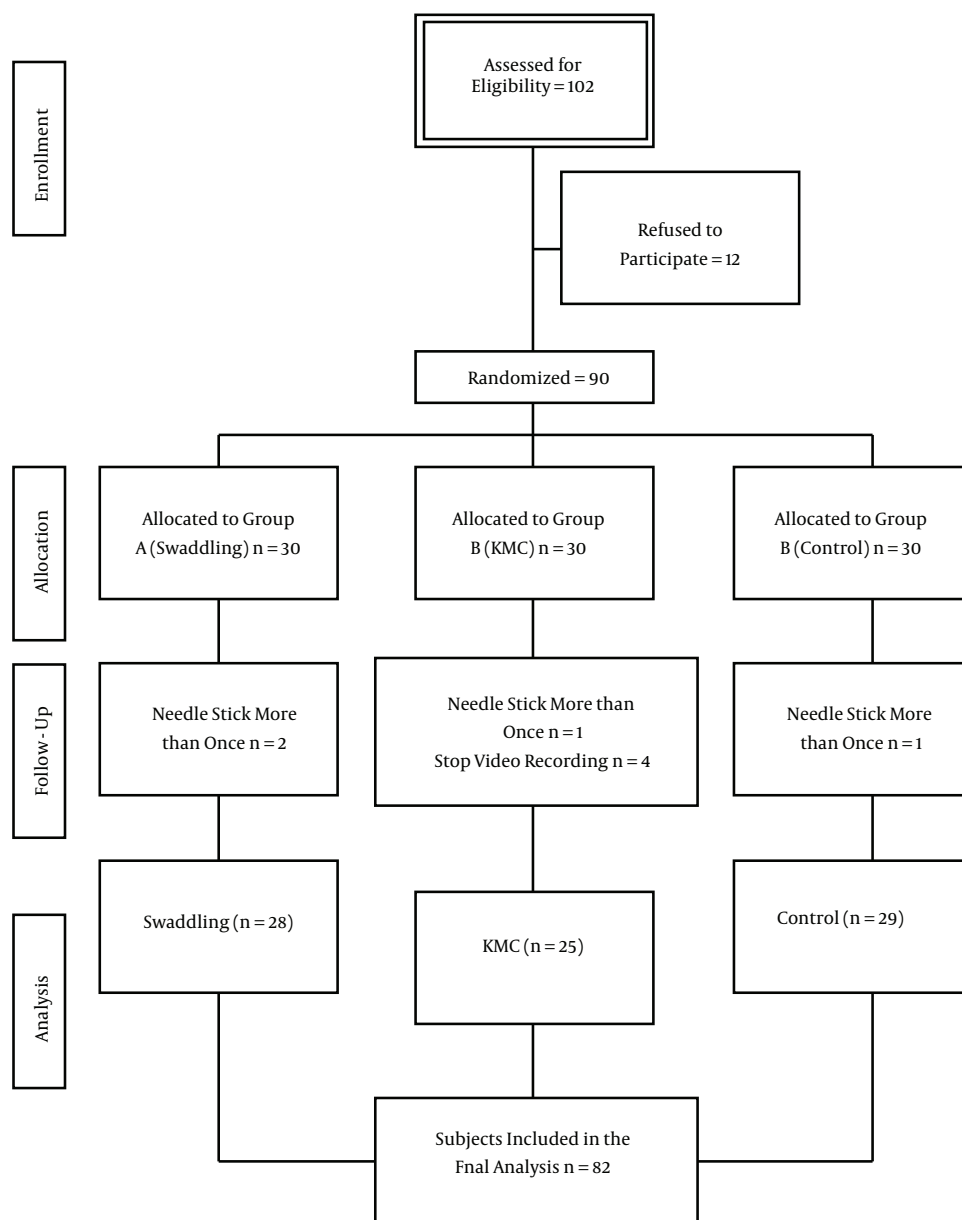 Enrollment
Assessed for
Eligibility = 102
Refused to
Participate = 12
Randomized = 90
Allocation
Allocated to Group
A (Swaddling) n = 30
Allocated to Group
B (KMC) n = 30
Allocated to Group
B (Control) n = 30
Follow - Up
Needle Stick More
than Once n = 2
Needle Stick More than
Once n = 1
Stop Video Recording n = 4
Needle Stick More
than Once n = 1
Analysis
Swaddling (n = 28)
KMC (n = 25)
Control (n = 29)
Subjects Included in the
Fnal Analysis n = 82